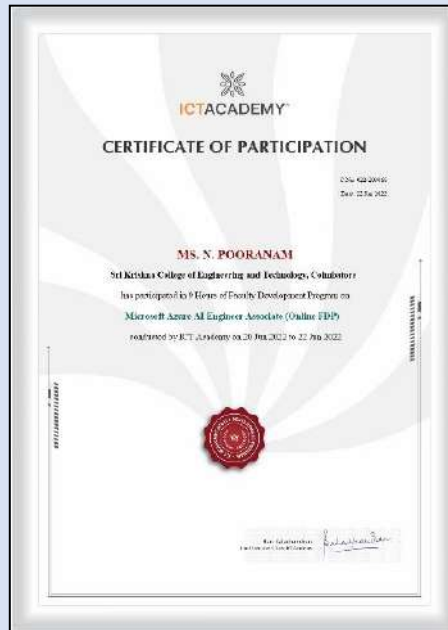 ICTACADEMY
CERTIFICATE OF PARTICIPATION
MS. N. POORANAM
Sri Krishna College of Engineering and Technology, Coimbatore
has participated in 9 Hours of Faculty Development Program on
Microsoft Azure AI Engineer Associate (Online FDP)
conducted by ICT Academy on 20 Jun 2022 to 22 Jun 2022